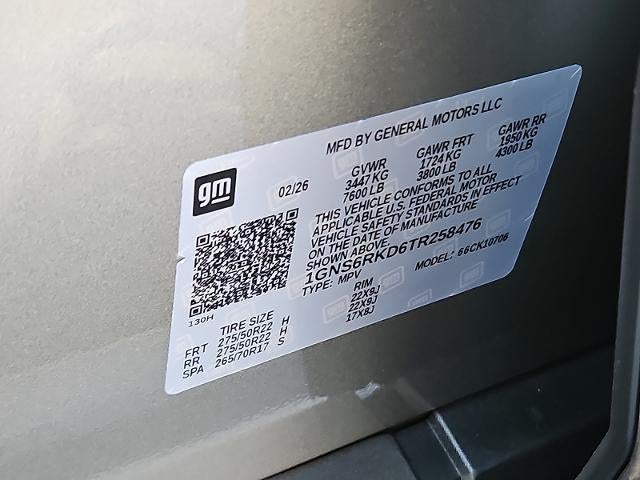 MFD BY GENERAL MOTORS LLC
gm
02/26
GVWR GAWR FRT GAWR RR
3447 KG 1724 KG 1950 KG
7600 LB 3800 LB 4300 LB
THIS VEHICLE CONFORMS TO ALL
APPLICABLE U.S. FEDERAL MOTOR
VEHICLE SAFETY STANDARDS IN EFFECT
ON THE DATE OF MANUFACTURE
SHOWN ABOVE.
1GNS6RKD6TR258476
TYPE: MPV MODEL: 66CK10706
130H
TIRE SIZE RIM
FRT 275/50R22 H 22X9J
RR 275/50R22 H 22X9J
SPA 265/70R17 S 17X8J